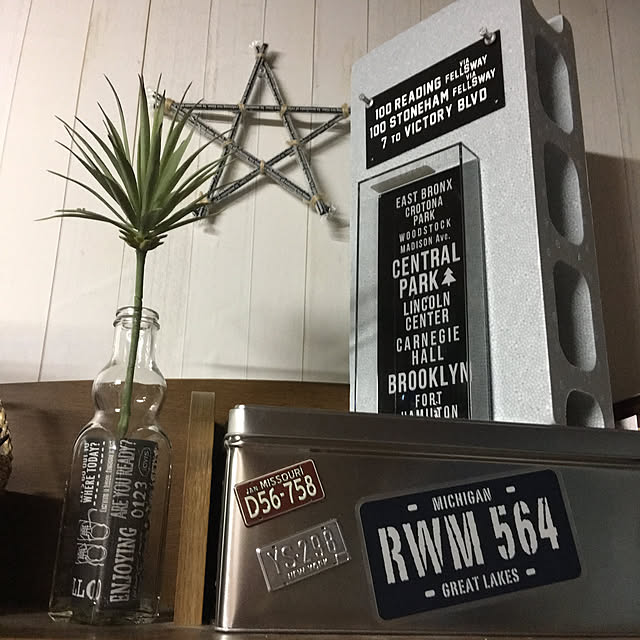 100 READING VIA FELLSWAY
100 STONEHAM VIA FELLSWAY
7 TO VICTORY BLVD
EAST BRONX
CROTONA
PARK
WOODSTOCK
MADISON Ave.
CENTRAL
PARK
LINCOLN
CENTER
CARNEGIE
HALL
BROOKLYN
FORT
HAMILTON
JAN MISSOURI
D56-758
YS298
NEW YORK
MICHIGAN
RWM 564
GREAT LAKES
WHERE TODAY?
ARE YOU READY?
ENJOYING
0123